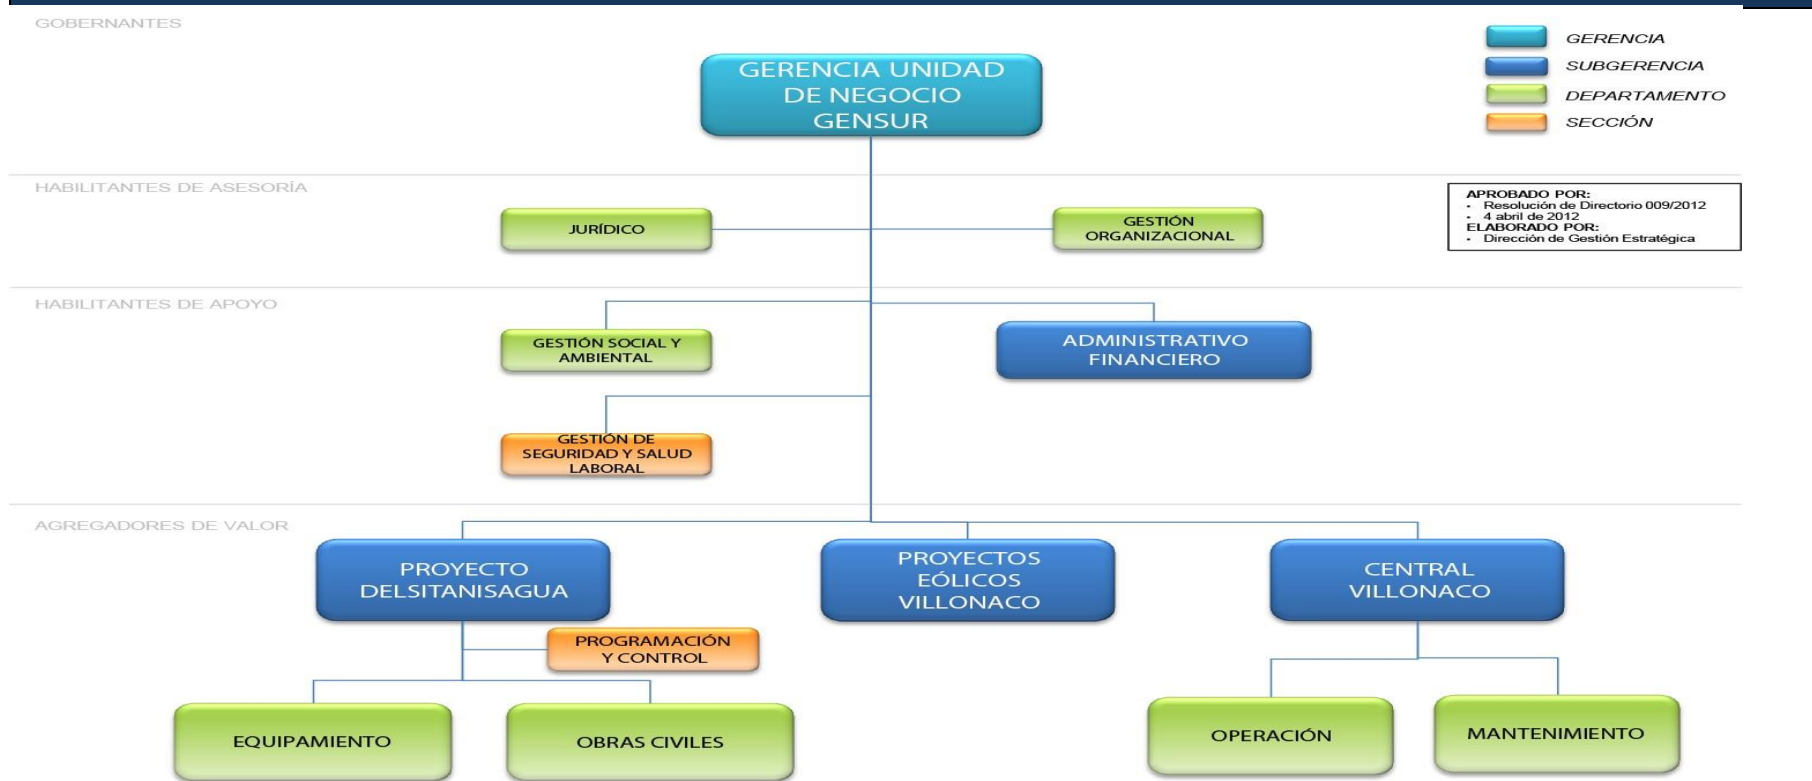 GOBERNANTES
GERENCIA UNIDAD
DE NEGOCIO
GENSUR
GERENCIA
SUBGERENCIA
DEPARTAMENTO
SECCIÓN
HABILITANTES DE ASESORÍA
JURÍDICO
GESTIÓN
ORGANIZACIONAL
APROBADO POR:
- Resolución de Directorio 009/2012
- 4 abril de 2012
ELABORADO POR:
- Dirección de Gestión Estratégica
HABILITANTES DE APOYO
GESTIÓN SOCIAL Y
AMBIENTAL
ADMINISTRATIVO
FINANCIERO
GESTIÓN DE
SEGURIDAD Y SALUD
LABORAL
AGREGADORES DE VALOR
PROYECTO
DELSITANISAGUA
PROYECTOS
EÓLICOS
VILLONACO
CENTRAL
VILLONACO
PROGRAMACIÓN
Y CONTROL
EQUIPAMIENTO
OBRAS CIVILES
OPERACIÓN
MANTENIMIENTO